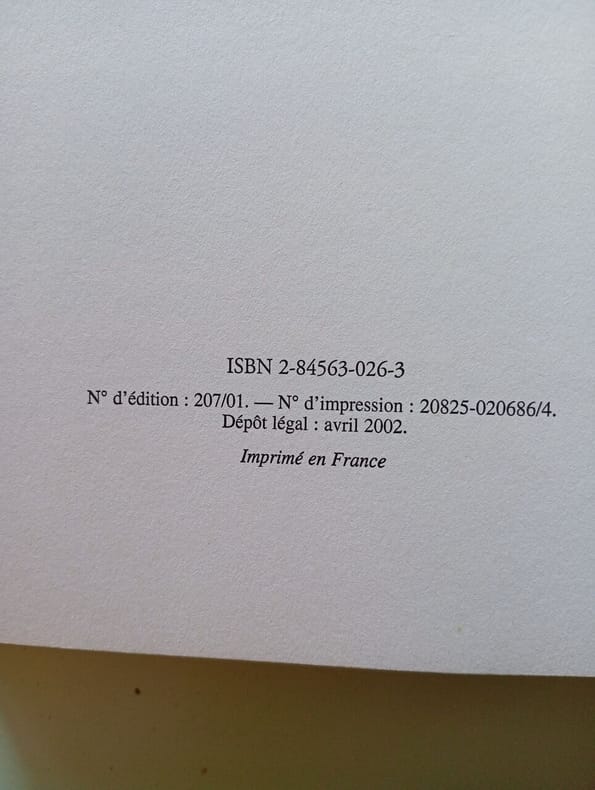 ISBN 2-84563-026-3
N° d'édition : 207/01. — N° d'impression : 20825-020686/4.
Dépôt légal : avril 2002.
Imprimé en France